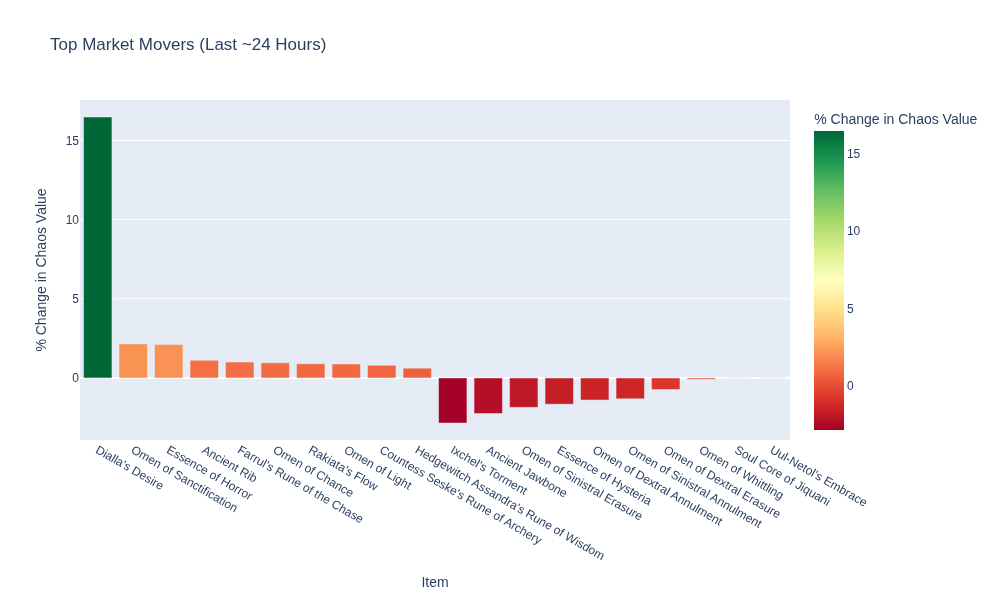 Top Market Movers (Last ~24 Hours)
% Change in Chaos Value
15
10
5
0
% Change in Chaos Value
15
10
5
0
Dialla's Desire
Omen of Sanctification
Essence of Horror
Ancient Rib
Farrul's Rune of the Chase
Omen of Chance
Rakiata's Flow
Omen of Light
Countess Seske's Rune of Archery
Hedgewitch Assandra's Rune of Wisdom
Ixchel's Torment
Ancient Jawbone
Omen of Sinistral Erasure
Essence of Hysteria
Omen of Dextral Annulment
Omen of Sinistral Annulment
Omen of Dextral Erasure
Omen of Whittling
Soul Core of Jiquani
Uul-Netol's Embrace
Item